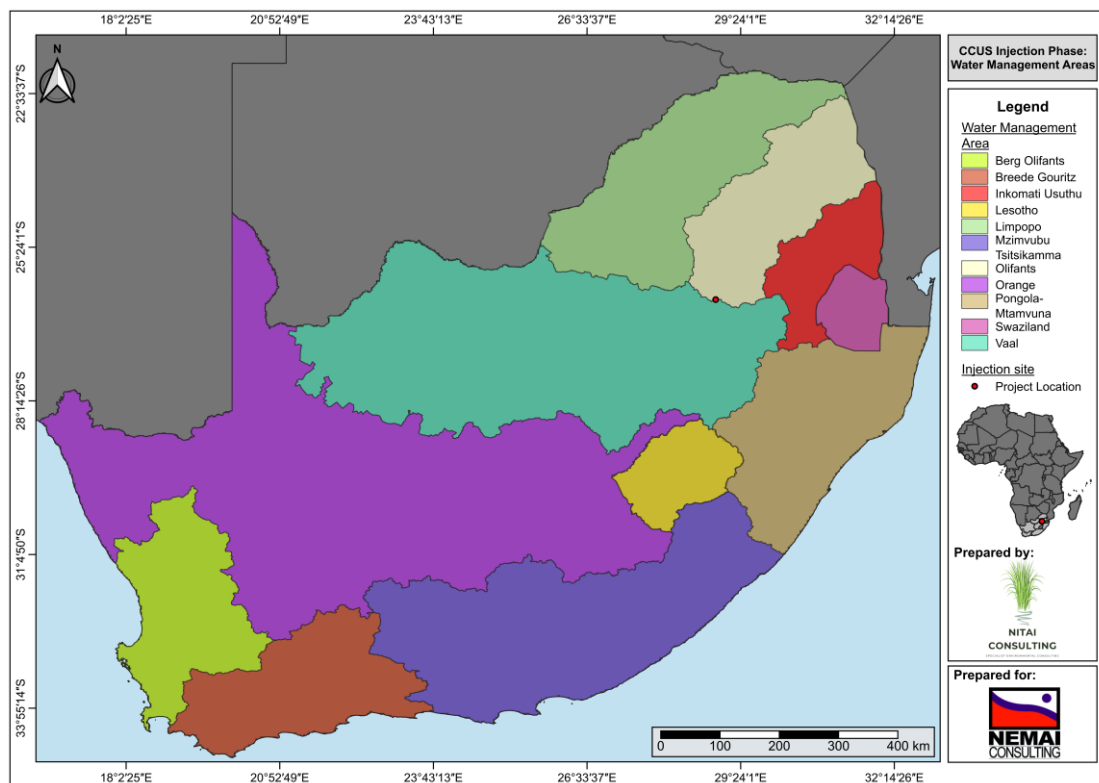 18°2'25"E 20°52'49"E 23°43'13"E 26°33'37"E 29°24'1"E 32°14'26"E
N
22°33'37"S
25°24'1"S
28°14'26"S
31°4'50"S
33°55'14"S
0 100 200 300 400 km
18°2'25"E 20°52'49"E 23°43'13"E 26°33'37"E 29°24'1"E 32°14'26"E
CCUS Injection Phase:
Water Management Areas
Legend
Water Management
Area
Berg Olifants
Breede Gouritz
Inkomati Usuthu
Lesotho
Limpopo
Mzimvubu
Tsitsikamma
Olifants
Orange
Pongola-
Mtamvuna
Swaziland
Vaal
Injection site
Project Location
Prepared by:
NITAI
CONSULTING
Prepared for:
NEMAI
CONSULTING